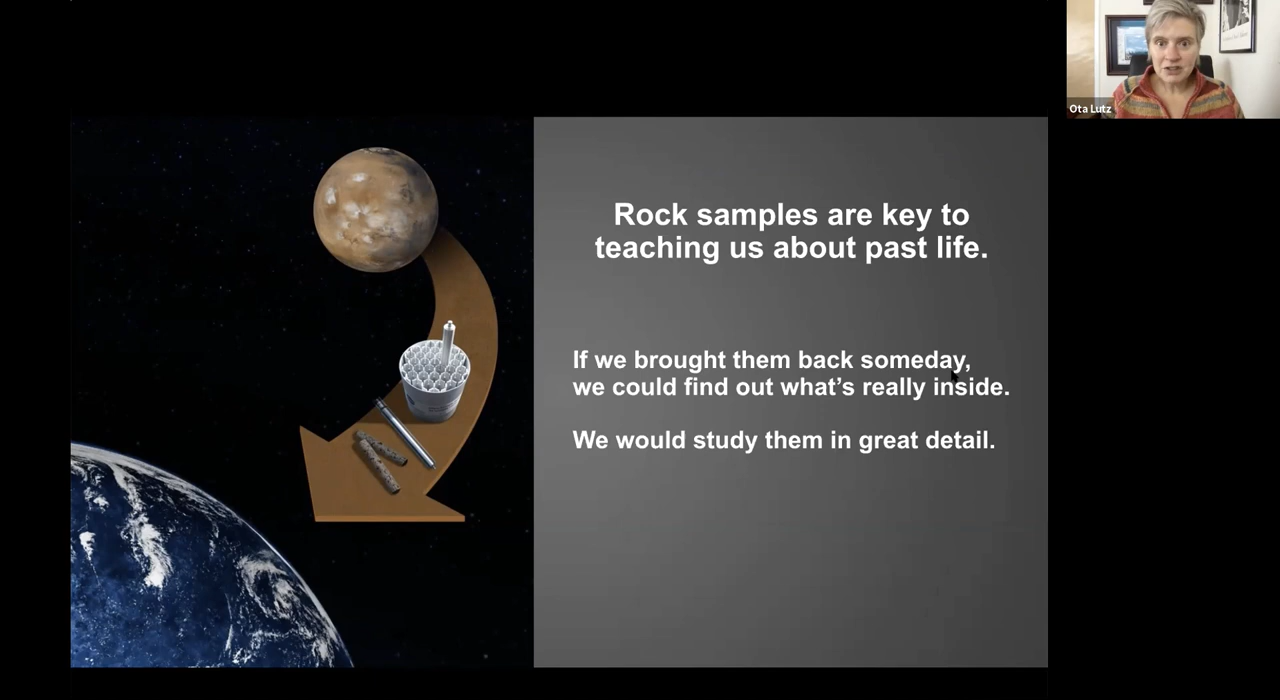 Ota Lutz
Rock samples are key to
teaching us about past life.
If we brought them back someday,
we could find out what’s really inside.
We would study them in great detail.